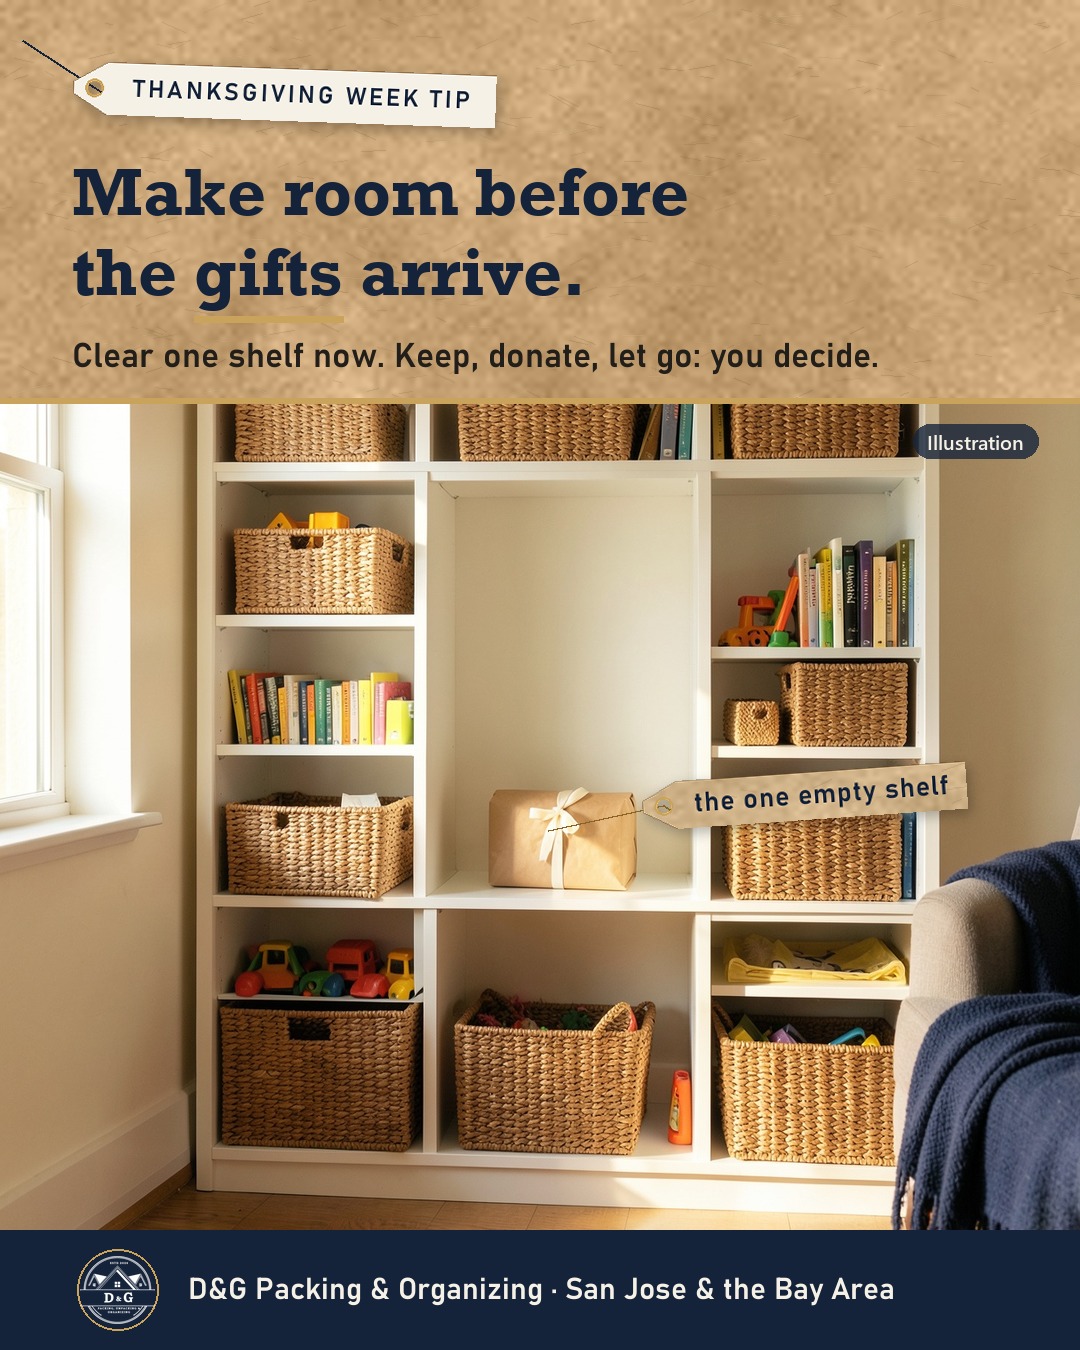 THANKSGIVING WEEK TIP
Make room before
the gifts arrive.
Clear one shelf now. Keep, donate, let go: you decide.
Illustration
the one empty shelf
D&G
D&G Packing & Organizing · San Jose & the Bay Area